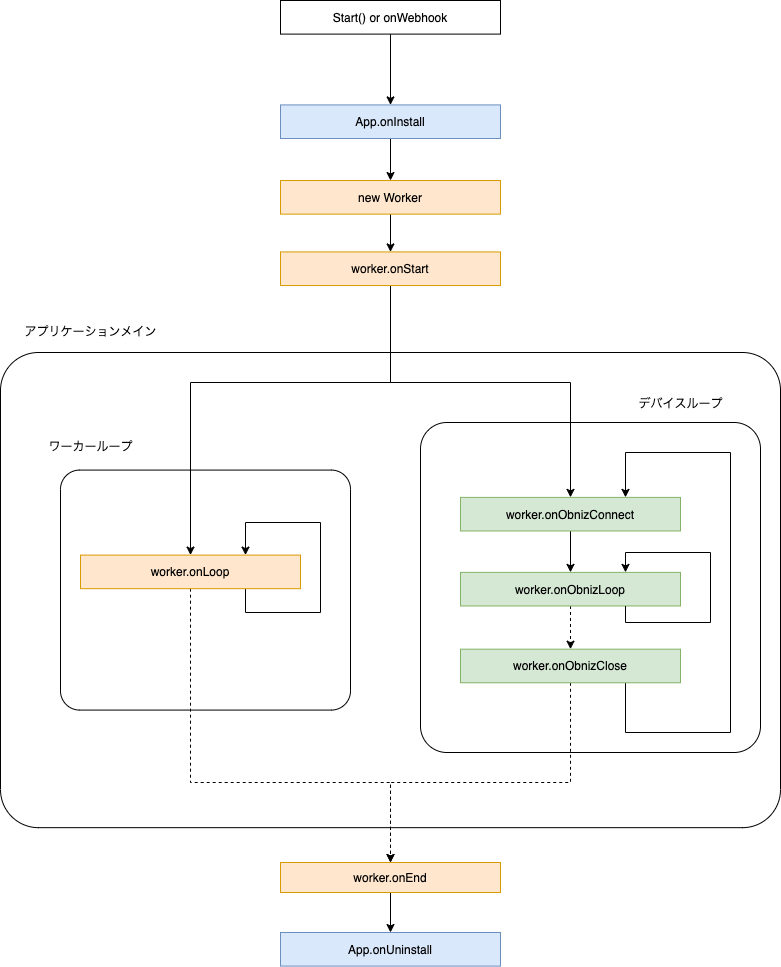 Start() or onWebhook
App.onInstall
new Worker
worker.onStart
アプリケーションメイン
デバイスループ
ワーカーループ
worker.onObnizConnect
worker.onLoop
worker.onObnizLoop
worker.onObnizClose
worker.onEnd
App.onUninstall